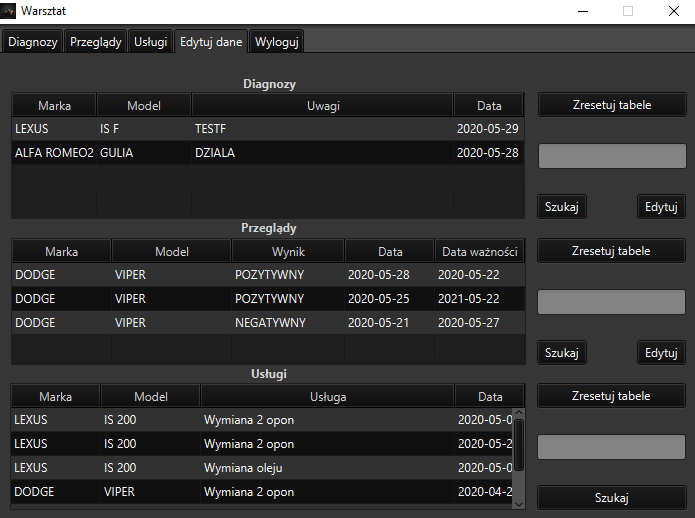 Warsztat
Diagnozy Przeglądy Usługi Edytuj dane Wyloguj
Diagnozy
Marka Model Uwagi Data
LEXUS IS F TESTF 2020-05-29
ALFA ROMEO2 GULIA DZIALA 2020-05-28
Zresetuj tabele
Szukaj Edytuj
Przeglądy
Marka Model Wynik Data Data ważności
DODGE VIPER POZYTYWNY 2020-05-28 2020-05-22
DODGE VIPER POZYTYWNY 2020-05-25 2021-05-22
DODGE VIPER NEGATYWNY 2020-05-21 2020-05-27
Zresetuj tabele
Szukaj Edytuj
Usługi
Marka Model Usługa Data
LEXUS IS 200 Wymiana 2 opon 2020-05-0
LEXUS IS 200 Wymiana 2 opon 2020-05-2
LEXUS IS 200 Wymiana oleju 2020-05-0
DODGE VIPER Wymiana 2 opon 2020-04-2
Zresetuj tabele
Szukaj